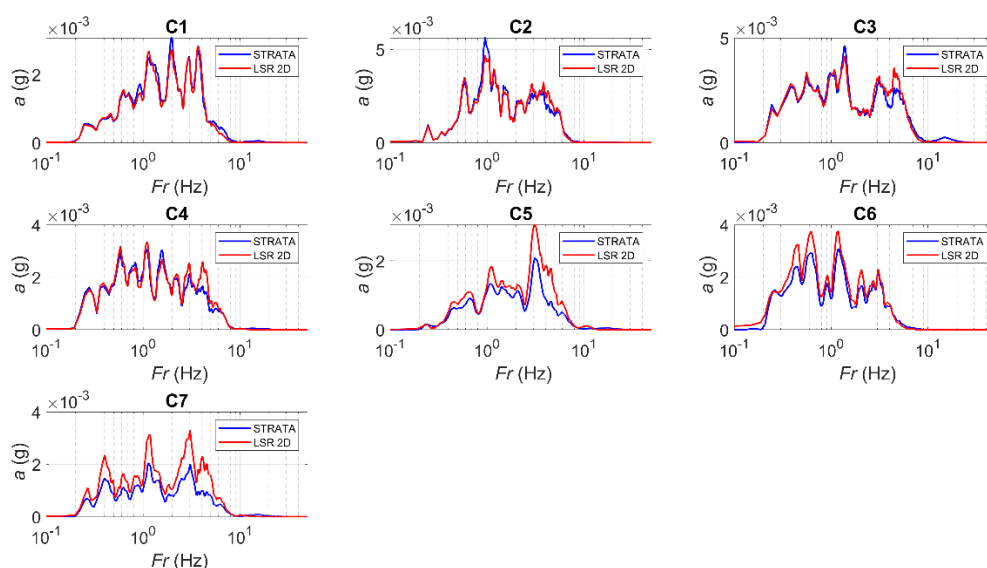 C1
×10⁻³
a (g)
2
0
STRATA
LSR 2D
10⁻¹ 10⁰ 10¹
Fr (Hz)
C2
×10⁻³
a (g)
5
0
STRATA
LSR 2D
10⁻¹ 10⁰ 10¹
Fr (Hz)
C3
×10⁻³
a (g)
5
0
STRATA
LSR 2D
10⁻¹ 10⁰ 10¹
Fr (Hz)
C4
×10⁻³
a (g)
4
2
0
STRATA
LSR 2D
10⁻¹ 10⁰ 10¹
Fr (Hz)
C5
×10⁻³
a (g)
2
0
STRATA
LSR 2D
10⁻¹ 10⁰ 10¹
Fr (Hz)
C6
×10⁻³
a (g)
4
2
0
STRATA
LSR 2D
10⁻¹ 10⁰ 10¹
Fr (Hz)
C7
×10⁻³
a (g)
4
2
0
STRATA
LSR 2D
10⁻¹ 10⁰ 10¹
Fr (Hz)